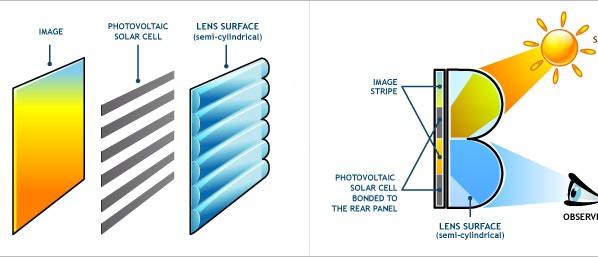 IMAGE
PHOTOVOLTAIC
SOLAR CELL
LENS SURFACE
(semi-cylindrical)
IMAGE
STRIPE
PHOTOVOLTAIC
SOLAR CELL
BONDED TO
THE REAR PANEL
LENS SURFACE
(semi-cylindrical)
S
OBSERVE